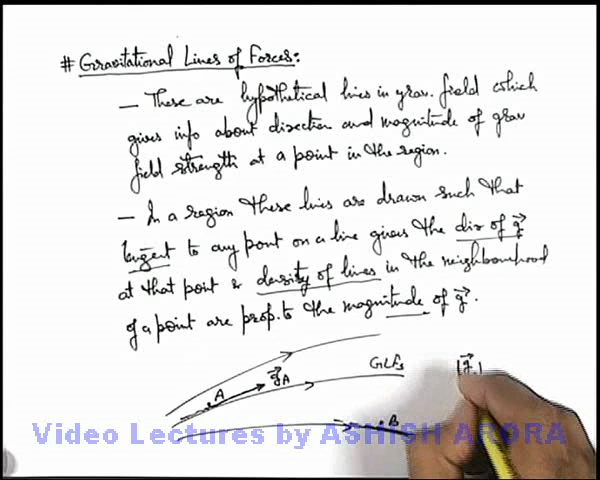 # Gravitational Lines of Forces:
— These are hypothetical lines in grav. field which
gives info about direction and magnitude of grav
field strength at a point in the region.
— In a region these lines are drawn such that
tangent to any point on a line gives the dir of g⃗
at that point & density of lines in the neighbourhood
of a point are prop. to the magnitude of g⃗.
GLFs
|g⃗ |
A g⃗A
B
Video Lectures by ASHISH ARORA